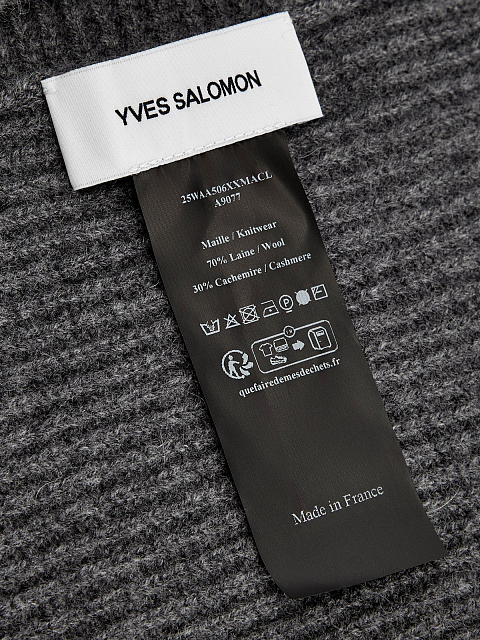 YVES SALOMON
25WAA506XXMACL
A9077
Maille / Knitwear
70% Laine / Wool
30% Cachemire / Cashmere
P
quefairedemesdechets.fr
Made in France